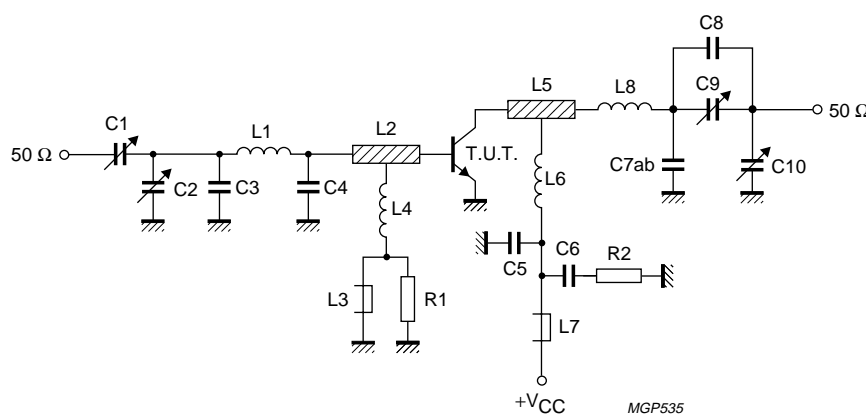 C8
L5
L8
C9
C1
L1
L2
50 Ω
50 Ω
T.U.T.
C2
C3
C4
C7ab
C10
L6
L4
C6
R2
C5
L3
R1
L7
+VCC
MGP535